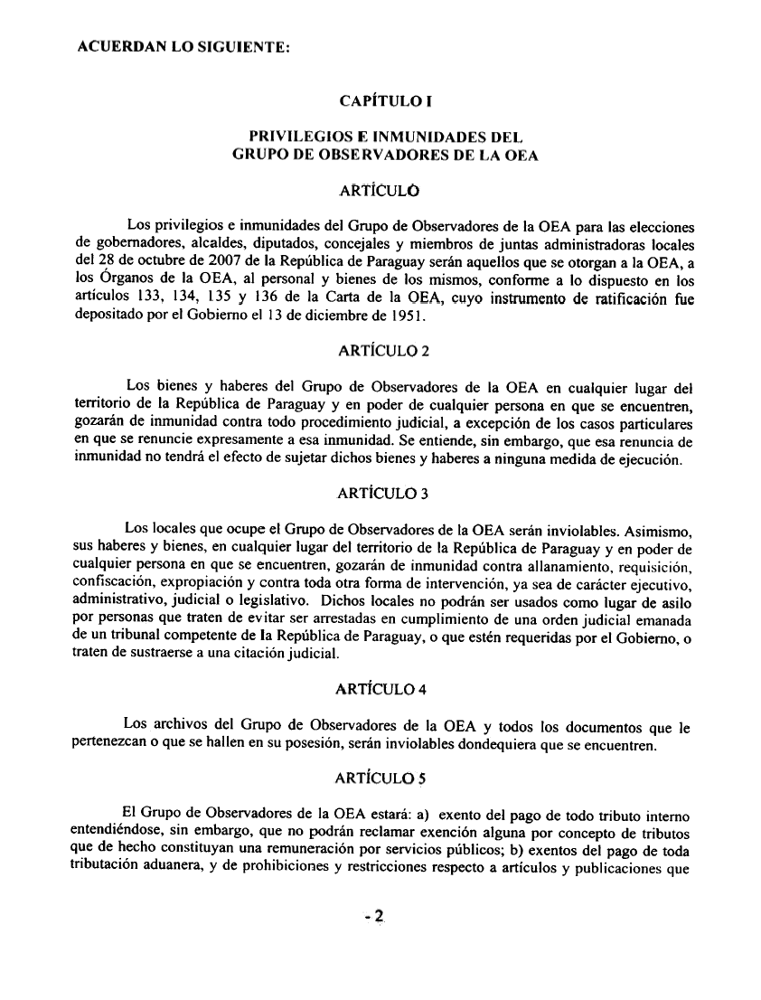 ACUERDAN LO SIGUIENTE:
CAPÍTULO I
PRIVILEGIOS E INMUNIDADES DEL
GRUPO DE OBSERVADORES DE LA OEA
ARTÍCULO
Los privilegios e inmunidades del Grupo de Observadores de la OEA para las elecciones
de gobernadores, alcaldes, diputados, concejales y miembros de juntas administradoras locales
del 28 de octubre de 2007 de la República de Paraguay serán aquellos que se otorgan a la OEA, a
los Órganos de la OEA, al personal y bienes de los mismos, conforme a lo dispuesto en los
artículos 133, 134, 135 y 136 de la Carta de la OEA, cuyo instrumento de ratificación fue
depositado por el Gobierno el 13 de diciembre de 1951.
ARTÍCULO 2
Los bienes y haberes del Grupo de Observadores de la OEA en cualquier lugar del
territorio de la República de Paraguay y en poder de cualquier persona en que se encuentren,
gozarán de inmunidad contra todo procedimiento judicial, a excepción de los casos particulares
en que se renuncie expresamente a esa inmunidad. Se entiende, sin embargo, que esa renuncia de
inmunidad no tendrá el efecto de sujetar dichos bienes y haberes a ninguna medida de ejecución.
ARTÍCULO 3
Los locales que ocupe el Grupo de Observadores de la OEA serán inviolables. Asimismo,
sus haberes y bienes, en cualquier lugar del territorio de la República de Paraguay y en poder de
cualquier persona en que se encuentren, gozarán de inmunidad contra allanamiento, requisición,
confiscación, expropiación y contra toda otra forma de intervención, ya sea de carácter ejecutivo,
administrativo, judicial o legislativo. Dichos locales no podrán ser usados como lugar de asilo
por personas que traten de evitar ser arrestadas en cumplimiento de una orden judicial emanada
de un tribunal competente de la República de Paraguay, o que estén requeridas por el Gobierno, o
traten de sustraerse a una citación judicial.
ARTÍCULO 4
Los archivos del Grupo de Observadores de la OEA y todos los documentos que le
pertenezcan o que se hallen en su posesión, serán inviolables dondequiera que se encuentren.
ARTÍCULO 5
El Grupo de Observadores de la OEA estará: a) exento del pago de todo tributo interno
entendiéndose, sin embargo, que no podrán reclamar exención alguna por concepto de tributos
que de hecho constituyan una remuneración por servicios públicos; b) exentos del pago de toda
tributación aduanera, y de prohibiciones y restricciones respecto a artículos y publicaciones que
- 2